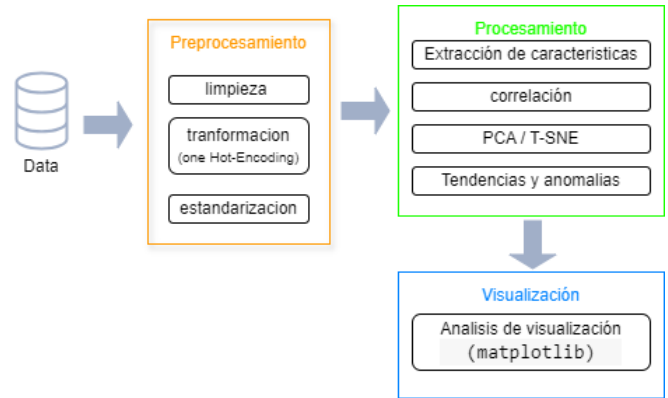 Data
Preprocesamiento
limpieza
tranformacion
(one Hot-Encoding)
estandarizacion
Procesamiento
Extracción de caracteristicas
correlación
PCA / T-SNE
Tendencias y anomalias
Visualización
Analisis de visualización
(matplotlib)